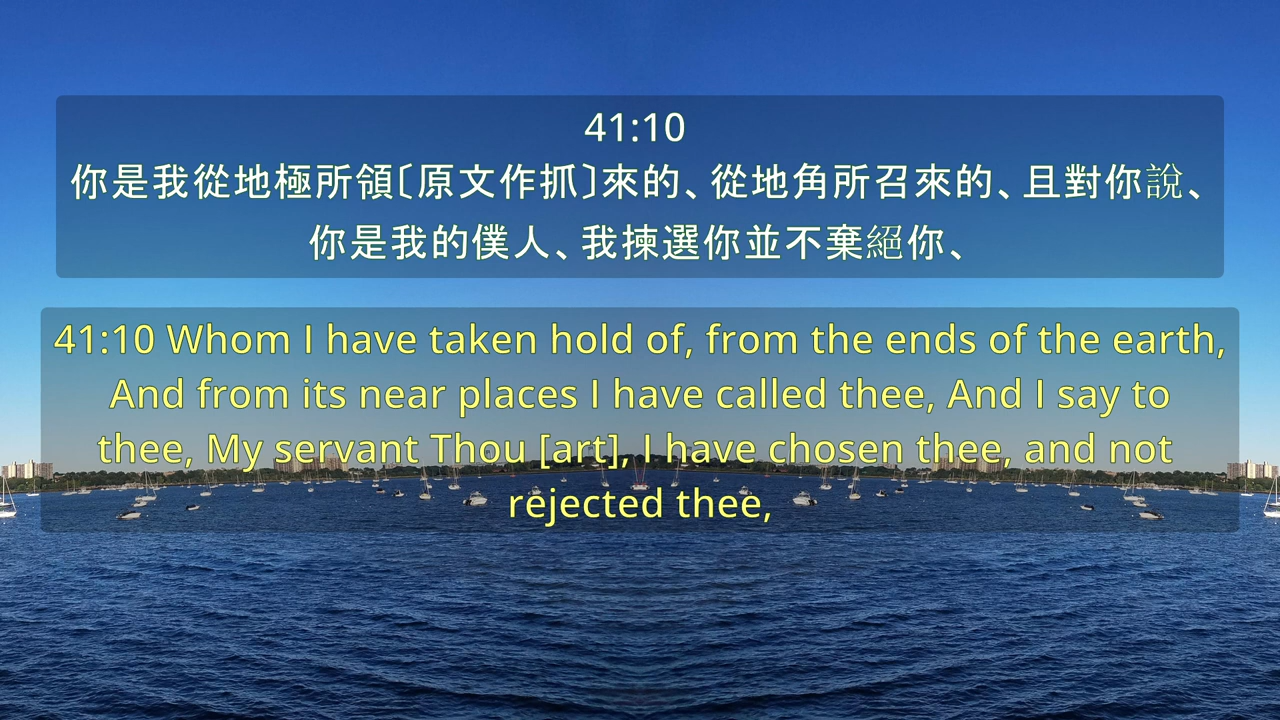 41:10
你是我從地極所領〔原文作抓〕來的、從地角所召來的、且對你說、
你是我的僕人、我揀選你並不棄絕你、
41:10 Whom I have taken hold of, from the ends of the earth,
And from its near places I have called thee, And I say to
thee, My servant Thou [art], I have chosen thee, and not
rejected thee,